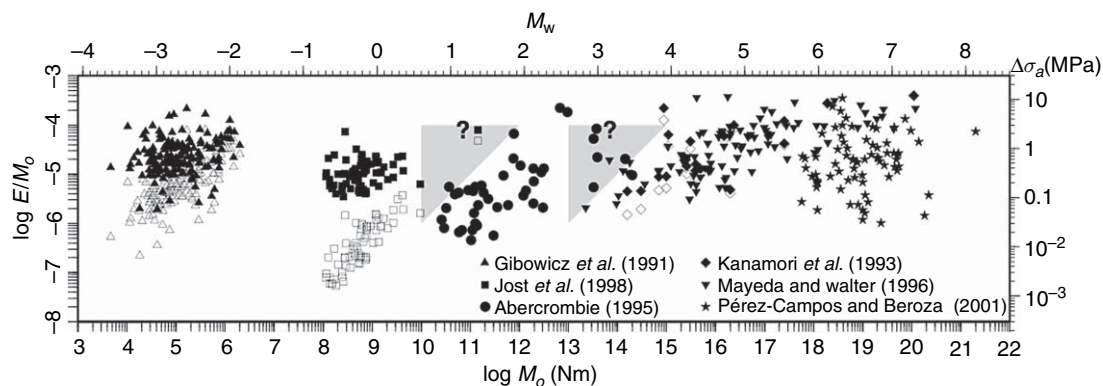 M_w
−4 −3 −2 −1 0 1 2 3 4 5 6 7 8
−3 Δσ_a(MPa)
−4 ? ? 10
−5 1
−6 0.1
−7 10⁻²
−8 10⁻³
log E/M_o
▲ Gibowicz et al. (1991) ◆ Kanamori et al. (1993)
■ Jost et al. (1998) ▼ Mayeda and walter (1996)
● Abercrombie (1995) ★ Pérez-Campos and Beroza (2001)
3 4 5 6 7 8 9 10 11 12 13 14 15 16 17 18 19 20 21 22
log M_o (Nm)